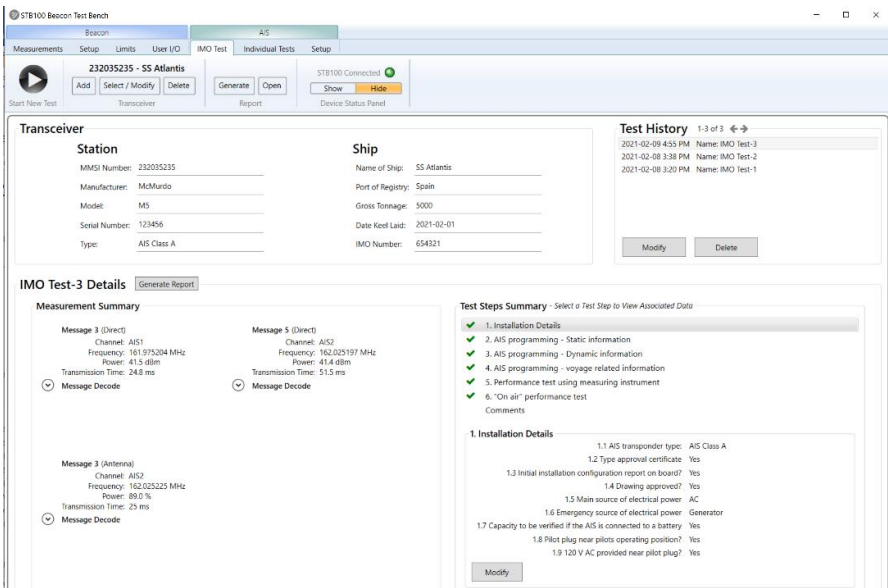 STB100 Beacon Test Bench
Beacon AIS
Measurements Setup Limits User I/O IMO Test Individual Tests Setup
232035235 - SS Atlantis
Add Select / Modify Delete
Transceiver
Start New Test
Generate Open
Report
STB100 Connected
Show Hide
Device Status Panel
Transceiver
Station
MMSI Number: 232035235
Manufacturer: McMurdo
Model: M5
Serial Number: 123456
Type: AIS Class A
Ship
Name of Ship: SS Atlantis
Port of Registry: Spain
Gross Tonnage: 5000
Date Keel Laid: 2021-02-01
IMO Number: 654321
Test History 1-3 of 3
2021-02-09 4:55 PM Name: IMO Test-3
2021-02-08 3:38 PM Name: IMO Test-2
2021-02-08 3:20 PM Name: IMO Test-1
Modify Delete
IMO Test-3 Details Generate Report
Measurement Summary
Message 3 (Direct)
Channel: AIS1
Frequency: 161.975204 MHz
Power: 41.5 dBm
Transmission Time: 24.8 ms
Message Decode
Message 5 (Direct)
Channel: AIS2
Frequency: 162.025197 MHz
Power: 41.4 dBm
Transmission Time: 51.5 ms
Message Decode
Message 3 (Antenna)
Channel: AIS2
Frequency: 162.025225 MHz
Power: 89.0 %
Transmission Time: 25 ms
Message Decode
Test Steps Summary - Select a Test Step to View Associated Data
1. Installation Details
2. AIS programming - Static information
3. AIS programming - Dynamic information
4. AIS programming - voyage related information
5. Performance test using measuring instrument
6. "On air" performance test
Comments
1. Installation Details
1.1 AIS transponder type: AIS Class A
1.2 Type approval certificate Yes
1.3 Initial installation configuration report on board? Yes
1.4 Drawing approved? Yes
1.5 Main source of electrical power AC
1.6 Emergency source of electrical power Generator
1.7 Capacity to be verified if the AIS is connected to a battery Yes
1.8 Pilot plug near pilots operating position? Yes
1.9 120 V AC provided near pilot plug? Yes
Modify